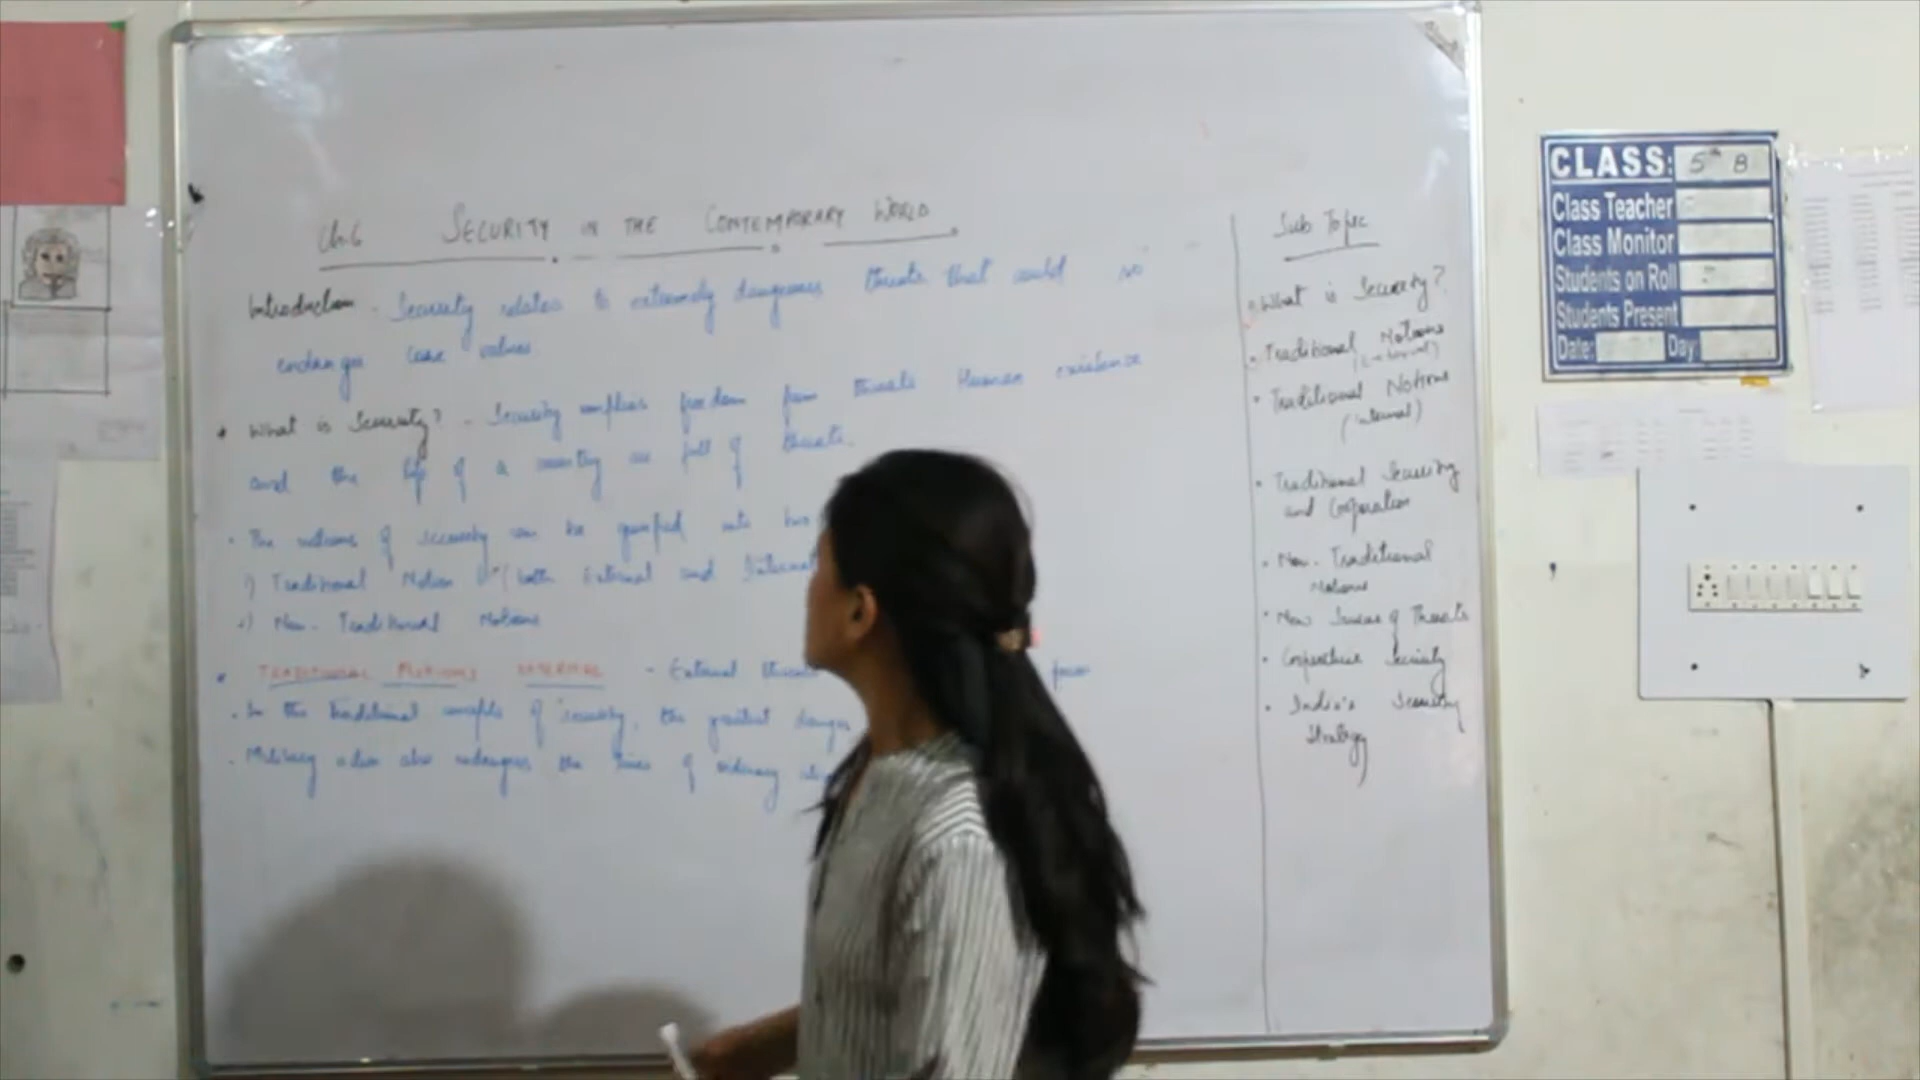 Ch.6 SECURITY IN THE CONTEMPORARY WORLD
Introduction - Security relates to extremely dangerous threats that could so
endanger core values.
What is Security? - Security implies freedom from threats Human existence
and the life of a country are full of threats.
The notions of security can be grouped into two
1) Traditional Notion (both External and Internal
2) Non-Traditional Notions
TRADITIONAL NOTIONS EXTERNAL - External threats from
In the traditional concepts of security, the greatest danger
Military action also endangers the lives of ordinary
Sub Topic
What is Security?
Traditional Notions
(External)
Traditional Notions
(internal)
Traditional Security
and Cooperation
Non-Traditional
Notions
New Sources of Threats
Cooperative Security
India's Security
Strategy
CLASS: 5th B
Class Teacher
Class Monitor
Students on Roll
Students Present
Date: Day: